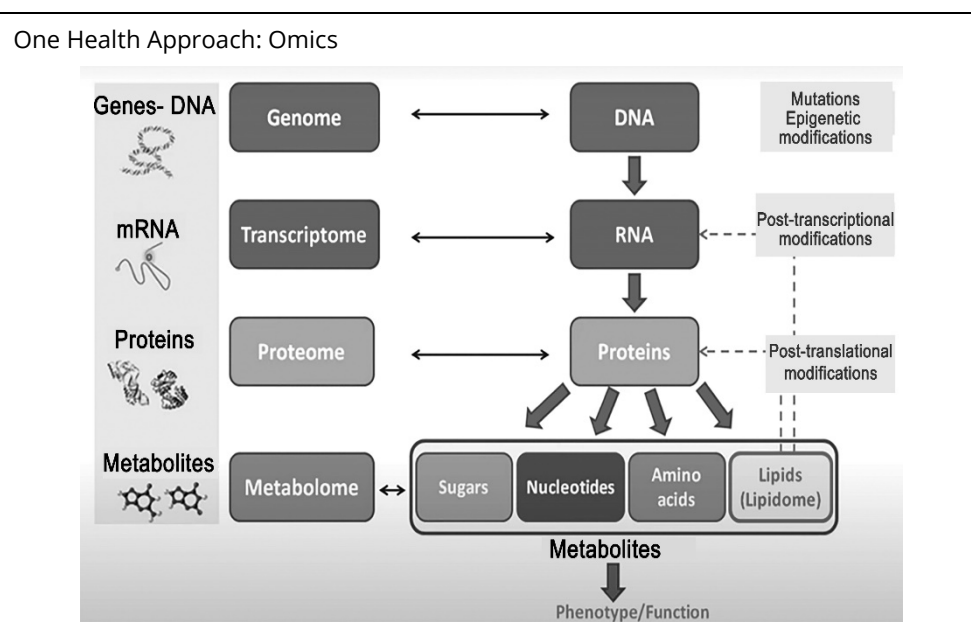 One Health Approach: Omics
Genes- DNA
Genome
DNA
Mutations
Epigenetic
modifications
mRNA
Transcriptome
RNA
Post-transcriptional
modifications
Proteins
Proteome
Proteins
Post-translational
modifications
Metabolites
Metabolome
Sugars
Nucleotides
Amino
acids
Lipids
(Lipidome)
Metabolites
Phenotype/Function